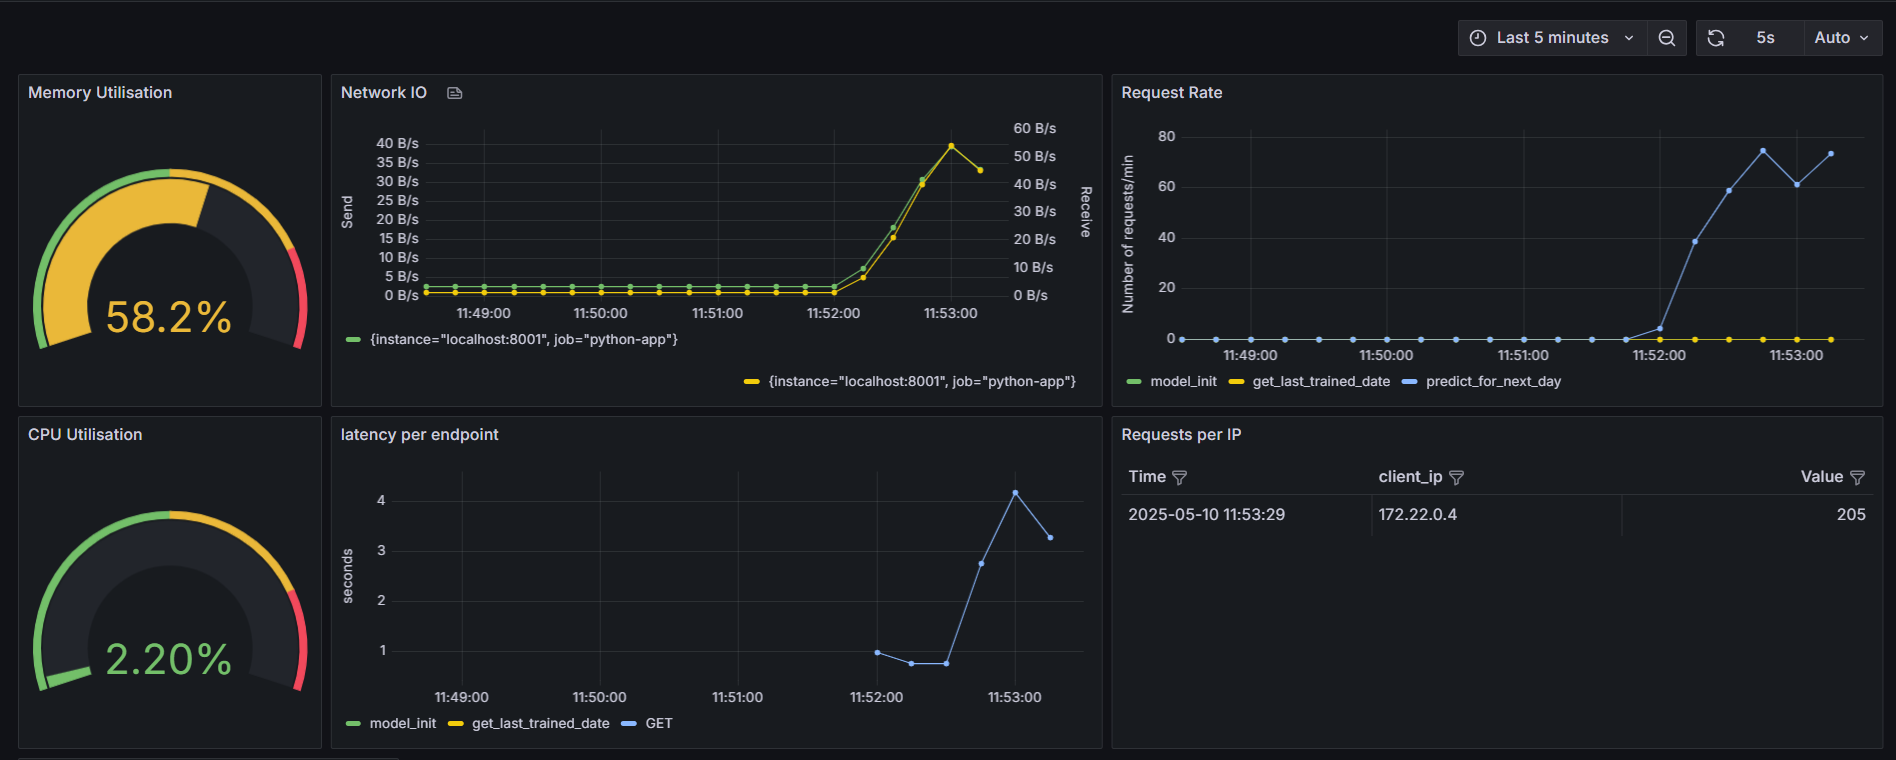 Last 5 minutes
5s
Auto
Memory Utilisation
58.2%
Network IO
Send
40 B/s
35 B/s
30 B/s
25 B/s
20 B/s
15 B/s
10 B/s
5 B/s
0 B/s
60 B/s
50 B/s
40 B/s
30 B/s
20 B/s
10 B/s
0 B/s
Receive
11:49:00 11:50:00 11:51:00 11:52:00 11:53:00
{instance="localhost:8001", job="python-app"}
{instance="localhost:8001", job="python-app"}
Request Rate
Number of requests/min
80
60
40
20
0
11:49:00 11:50:00 11:51:00 11:52:00 11:53:00
model_init get_last_trained_date predict_for_next_day
CPU Utilisation
2.20%
latency per endpoint
seconds
4
3
2
1
11:49:00 11:50:00 11:51:00 11:52:00 11:53:00
model_init get_last_trained_date GET
Requests per IP
Time client_ip Value
2025-05-10 11:53:29 172.22.0.4 205